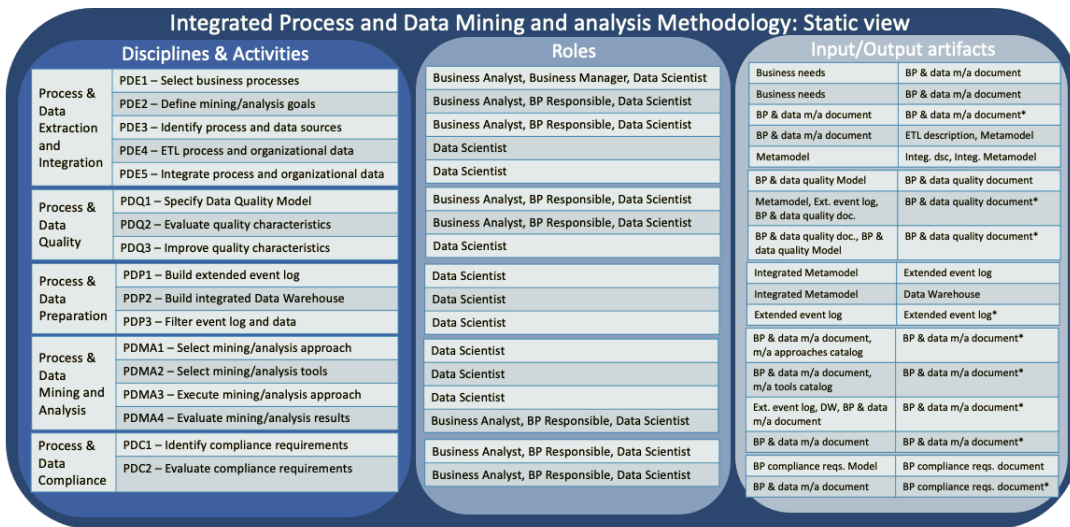 Integrated Process and Data Mining and analysis Methodology: Static view
Disciplines & Activities
Process &
Data
Extraction
and
Integration
PDE1 – Select business processes
PDE2 – Define mining/analysis goals
PDE3 – Identify process and data sources
PDE4 – ETL process and organizational data
PDE5 – Integrate process and organizational data
Process &
Data
Quality
PDQ1 – Specify Data Quality Model
PDQ2 – Evaluate quality characteristics
PDQ3 – Improve quality characteristics
Process &
Data
Preparation
PDP1 – Build extended event log
PDP2 – Build integrated Data Warehouse
PDP3 – Filter event log and data
Process &
Data
Mining and
Analysis
PDMA1 – Select mining/analysis approach
PDMA2 – Select mining/analysis tools
PDMA3 – Execute mining/analysis approach
PDMA4 – Evaluate mining/analysis results
Process &
Data
Compliance
PDC1 – Identify compliance requirements
PDC2 – Evaluate compliance requirements
Roles
Business Analyst, Business Manager, Data Scientist
Business Analyst, BP Responsible, Data Scientist
Business Analyst, BP Responsible, Data Scientist
Data Scientist
Data Scientist
Business Analyst, BP Responsible, Data Scientist
Business Analyst, BP Responsible, Data Scientist
Data Scientist
Data Scientist
Data Scientist
Data Scientist
Data Scientist
Data Scientist
Data Scientist
Business Analyst, BP Responsible, Data Scientist
Business Analyst, BP Responsible, Data Scientist
Business Analyst, BP Responsible, Data Scientist
Input/Output artifacts
Business needs
BP & data m/a document
Business needs
BP & data m/a document
BP & data m/a document
BP & data m/a document*
BP & data m/a document
ETL description, Metamodel
Metamodel
Integ. dsc, Integ. Metamodel
BP & data quality Model
BP & data quality document
Metamodel, Ext. event log,
BP & data quality doc.
BP & data quality document*
BP & data quality doc., BP &
data quality Model
BP & data quality document*
Integrated Metamodel
Extended event log
Integrated Metamodel
Data Warehouse
Extended event log
Extended event log*
BP & data m/a document,
m/a approaches catalog
BP & data m/a document*
BP & data m/a document,
m/a tools catalog
BP & data m/a document*
Ext. event log, DW, BP & data
m/a document
BP & data m/a document*
BP & data m/a document
BP & data m/a document*
BP compliance reqs. Model
BP compliance reqs. document
BP & data m/a document
BP compliance reqs. document*